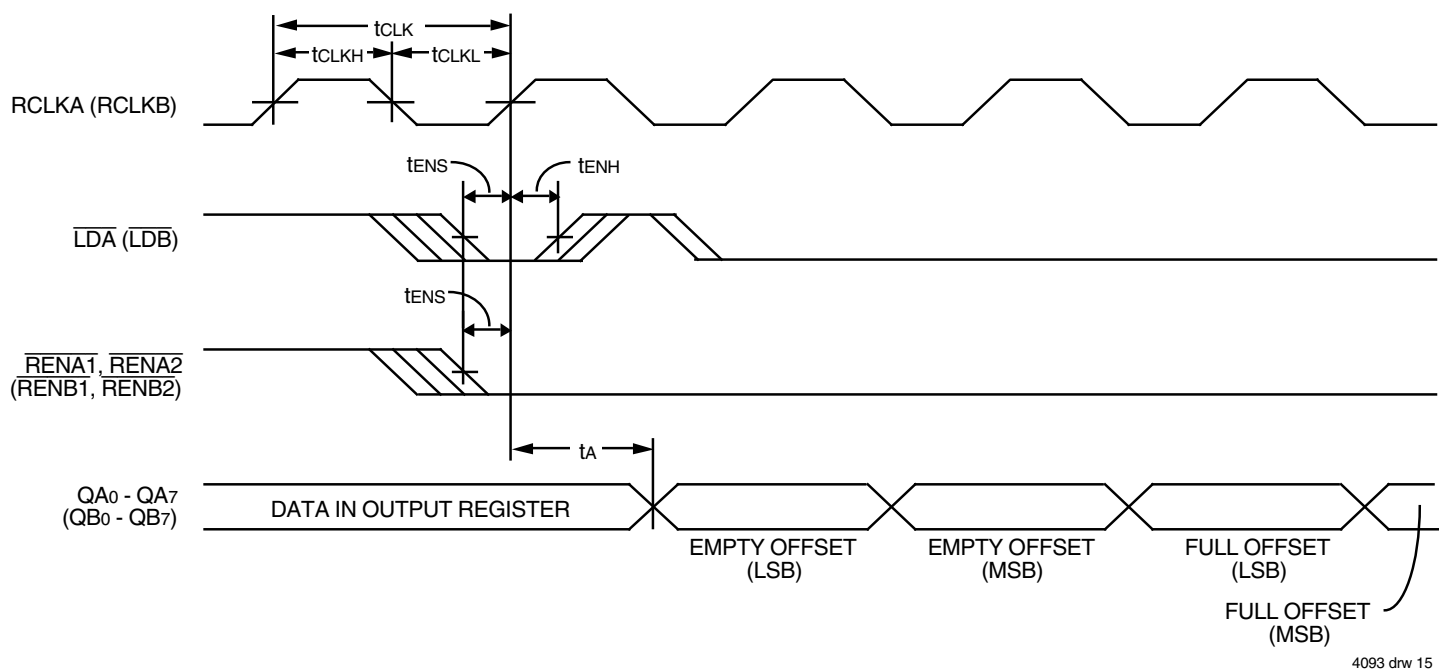 tCLK
tCLKH
tCLKL
RCLKA (RCLKB)
tENS
tENH
LDA (LDB)
tENS
RENA1, RENA2
(RENB1, RENB2)
tA
QA0 - QA7
(QB0 - QB7)
DATA IN OUTPUT REGISTER
EMPTY OFFSET
(LSB)
EMPTY OFFSET
(MSB)
FULL OFFSET
(LSB)
FULL OFFSET
(MSB)
4093 drw 15